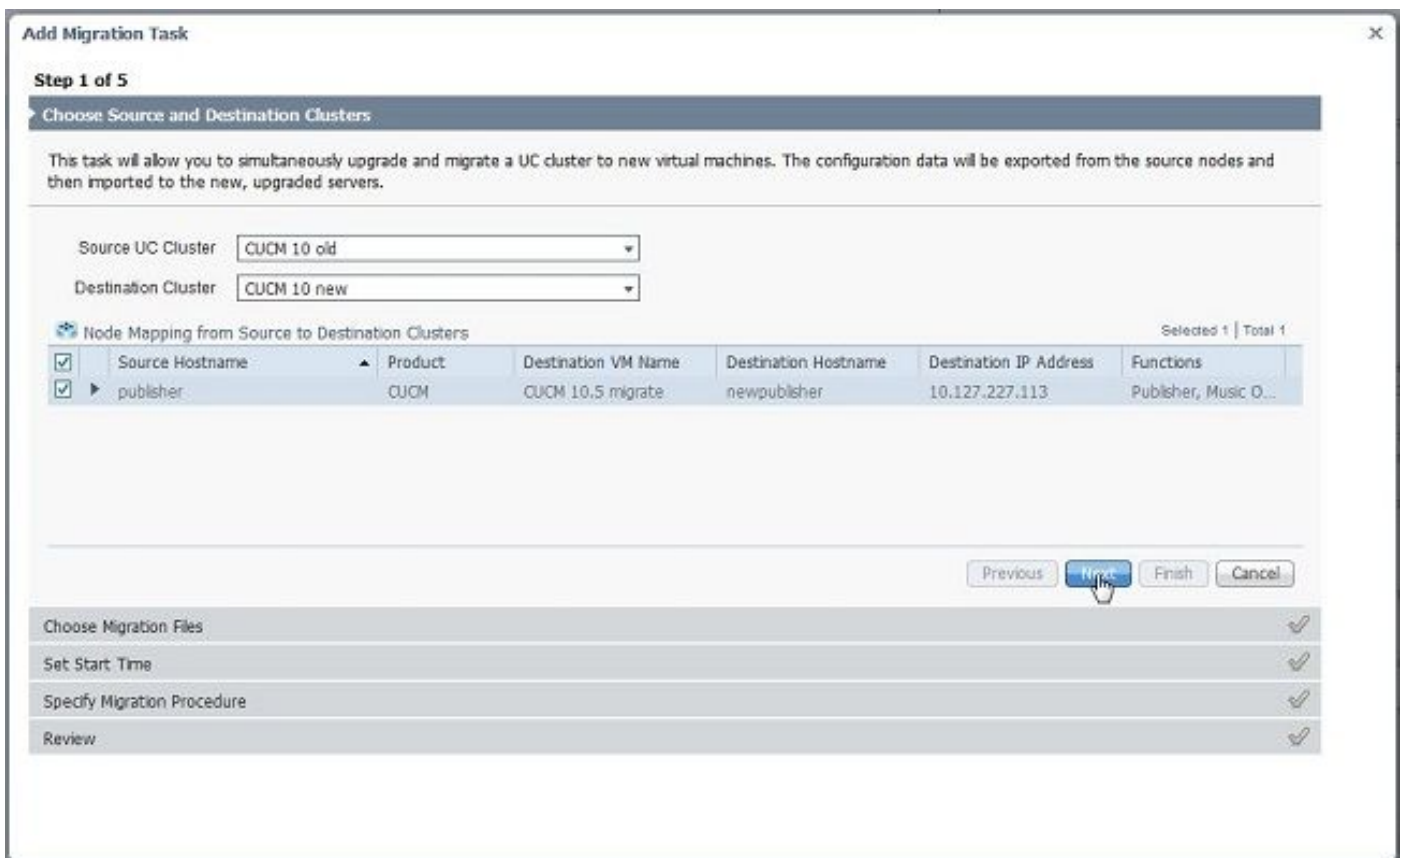 Add Migration Task
Step 1 of 5
Choose Source and Destination Clusters
This task will allow you to simultaneously upgrade and migrate a UC cluster to new virtual machines. The configuration data will be exported from the source nodes and
then imported to the new, upgraded servers.
Source UC Cluster CUCM 10 old
Destination Cluster CUCM 10 new
Node Mapping from Source to Destination Clusters Selected 1 | Total 1
Source Hostname Product Destination VM Name Destination Hostname Destination IP Address Functions
publisher CUCM CUCM 10.5 migrate newpublisher 10.127.227.113 Publisher, Music O...
Previous Next Finish Cancel
Choose Migration Files
Set Start Time
Specify Migration Procedure
Review